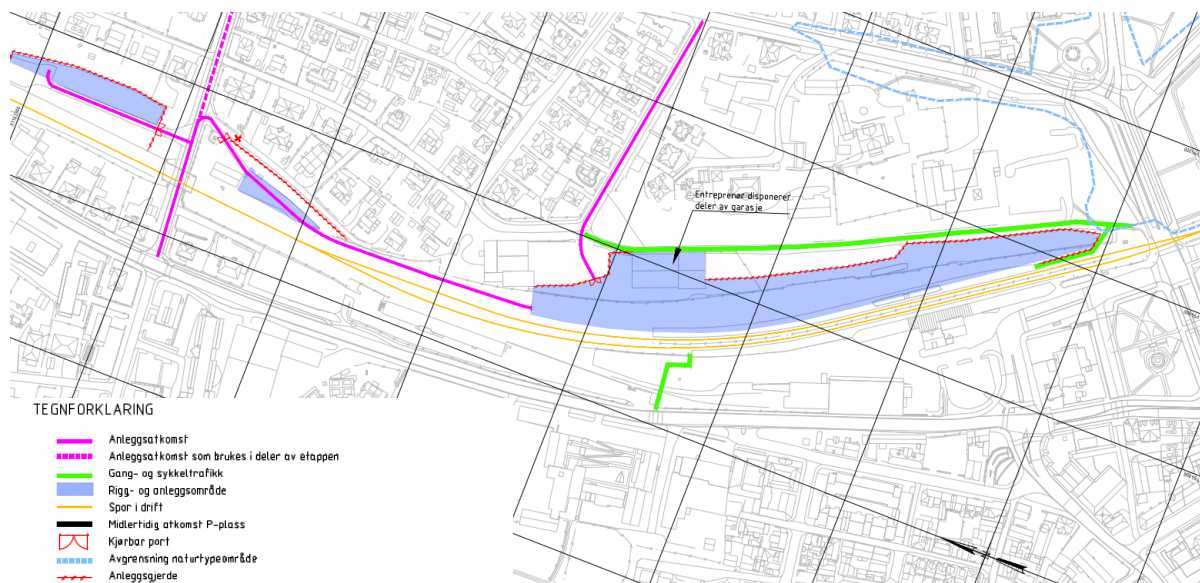 Entreprenør disponerer
deler av garasje
TEGNFORKLARING
Anleggsatkomst
Anleggsatkomst som brukes i deler av etappen
Gang- og sykkeltrafikk
Rigg- og anleggsområde
Spor i drift
Midlertidig atkomst P-plass
Kjørbar port
Avgrensning naturtypeområde
Anleggsgjerde